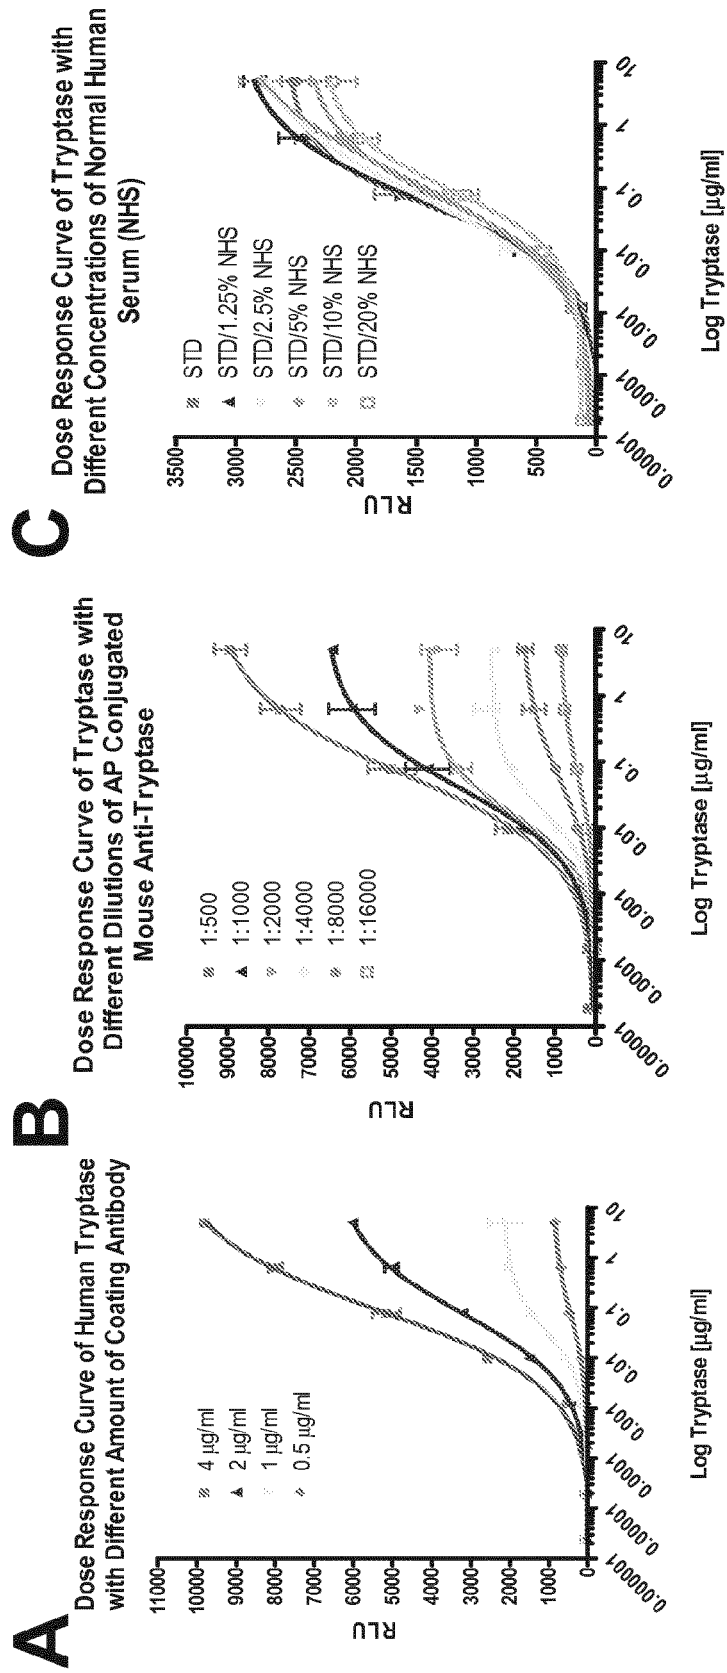 A
Dose Response Curve of Human Tryptase
with Different Amount of Coating Antibody
4 µg/ml
2 µg/ml
1 µg/ml
0.5 µg/ml
11000
10000
9000
8000
7000
6000
5000
4000
3000
2000
1000
0
RLU
0.000001
0.00001
0.0001
0.001
0.01
0.1
1
10
Log Tryptase [µg/ml]
B
Dose Response Curve of Tryptase with
Different Dilutions of AP Conjugated
Mouse Anti-Tryptase
1:500
1:1000
1:2000
1:4000
1:8000
1:16000
10000
9000
8000
7000
6000
5000
4000
3000
2000
1000
0
RLU
0.00001
0.0001
0.001
0.01
0.1
1
10
Log Tryptase [µg/ml]
C
Dose Response Curve of Tryptase with
Different Concentrations of Normal Human
Serum (NHS)
STD
STD/1.25% NHS
STD/2.5% NHS
STD/5% NHS
STD/10% NHS
STD/20% NHS
3500
3000
2500
2000
1500
1000
500
0
RLU
0.00001
0.0001
0.001
0.01
0.1
1
10
Log Tryptase [µg/ml]